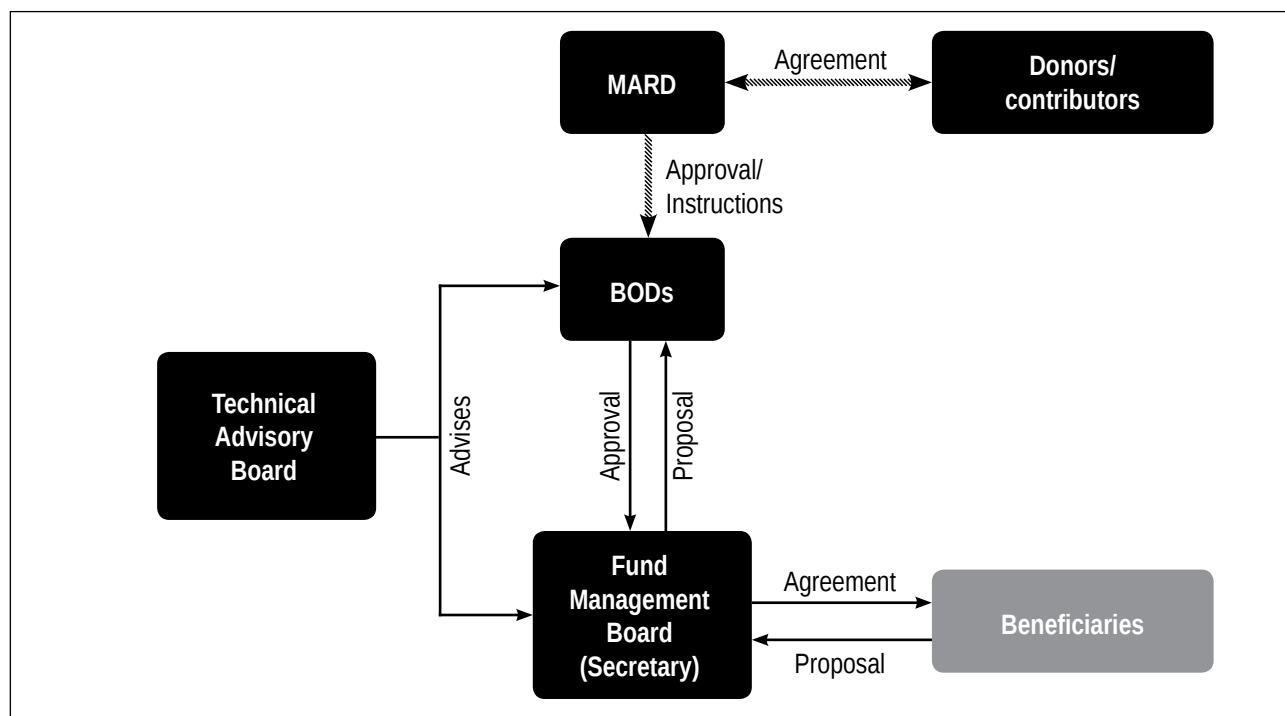 MARD
Agreement
Donors/
contributors
Approval/
Instructions
BODs
Technical
Advisory
Board
Advises
Approval
Proposal
Fund
Management
Board
(Secretary)
Agreement
Proposal
Beneficiaries